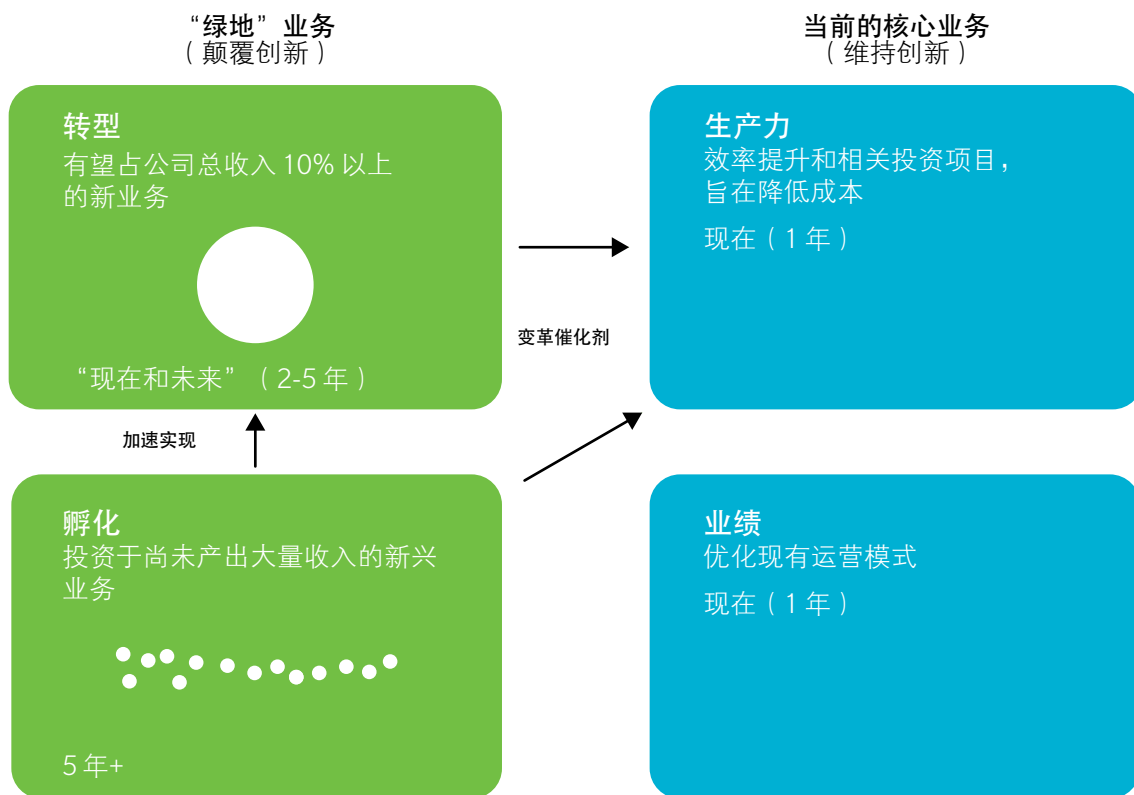 “绿地”业务
（颠覆创新）
当前的核心业务
（维持创新）
转型
有望占公司总收入 10% 以上
的新业务
“现在和未来”（2-5 年）
生产力
效率提升和相关投资项目，
旨在降低成本
现在（1 年）
变革催化剂
加速实现
孵化
投资于尚未产出大量收入的新兴
业务
5 年+
业绩
优化现有运营模式
现在（1 年）